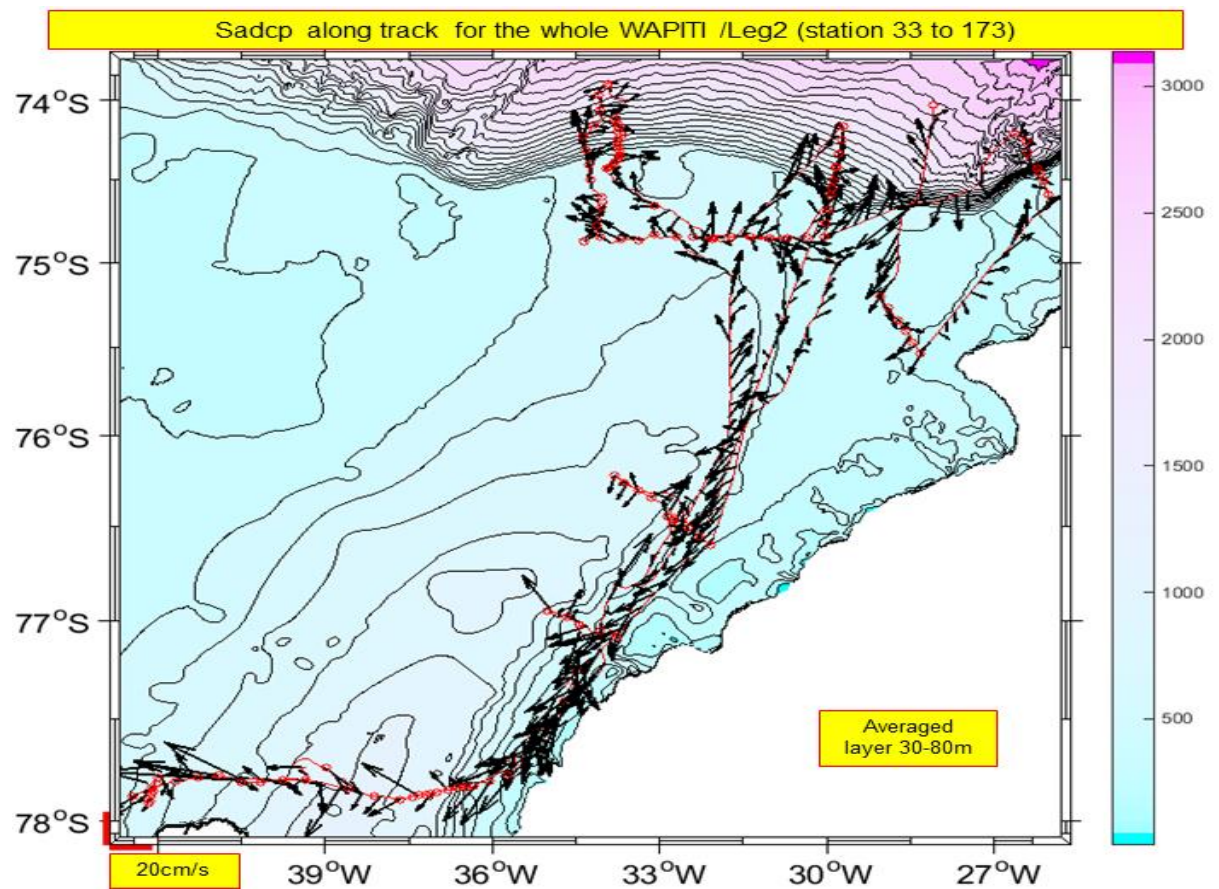 Sadcp along track for the whole WAPITI /Leg2 (station 33 to 173)
74°S
75°S
76°S
77°S
78°S
3000
2500
2000
1500
1000
500
Averaged
layer 30-80m
20cm/s
39°W
36°W
33°W
30°W
27°W